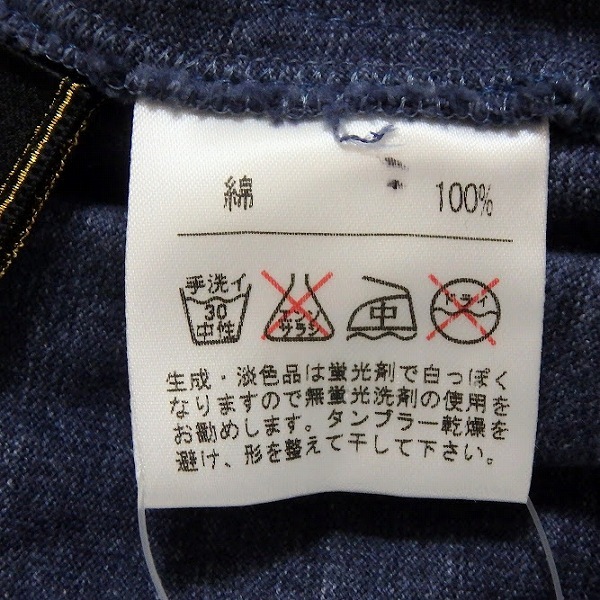 綿 100%
手洗イ
30
中性
エンソ
サラシ
中
ドライ
生成・淡色品は蛍光剤で白っぽく
なりますので無蛍光洗剤の使用を
お勧めします。タンブラー乾燥を
避け、形を整えて干して下さい。